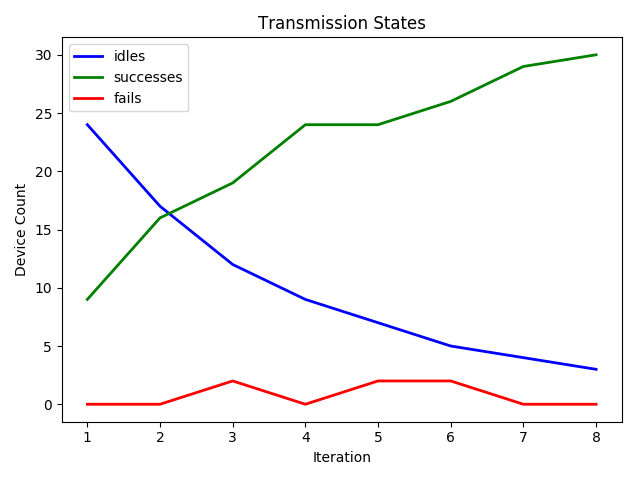 Transmission States
idles
successes
fails
Device Count
30
25
20
15
10
5
0
1 2 3 4 5 6 7 8
Iteration